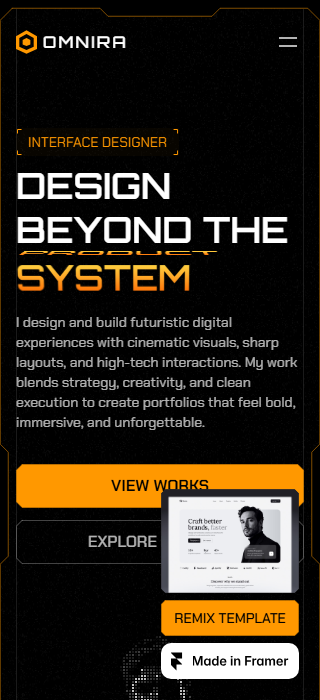 OMNIRA
INTERFACE DESIGNER
DESIGN
BEYOND THE
PRODUCT
SYSTEM
I design and build futuristic digital
experiences with cinematic visuals, sharp
layouts, and high-tech interactions. My work
blends strategy, creativity, and clean
execution to create portfolios that feel bold,
immersive, and unforgettable.
VIEW WORKS
EXPLORE
Craft better
brands, faster
REMIX TEMPLATE
Made in Framer